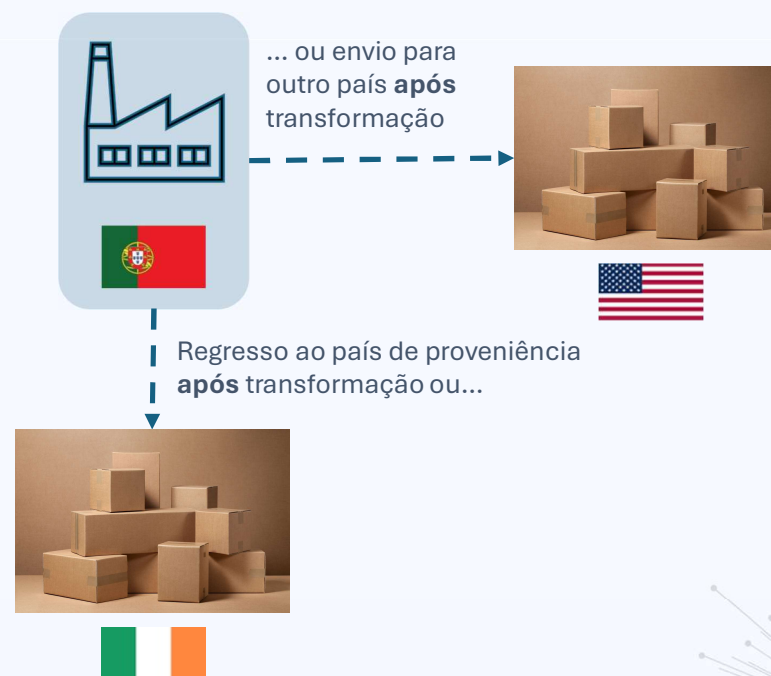 ... ou envio para
outro país após
transformação
Regresso ao país de proveniência
após transformação ou...